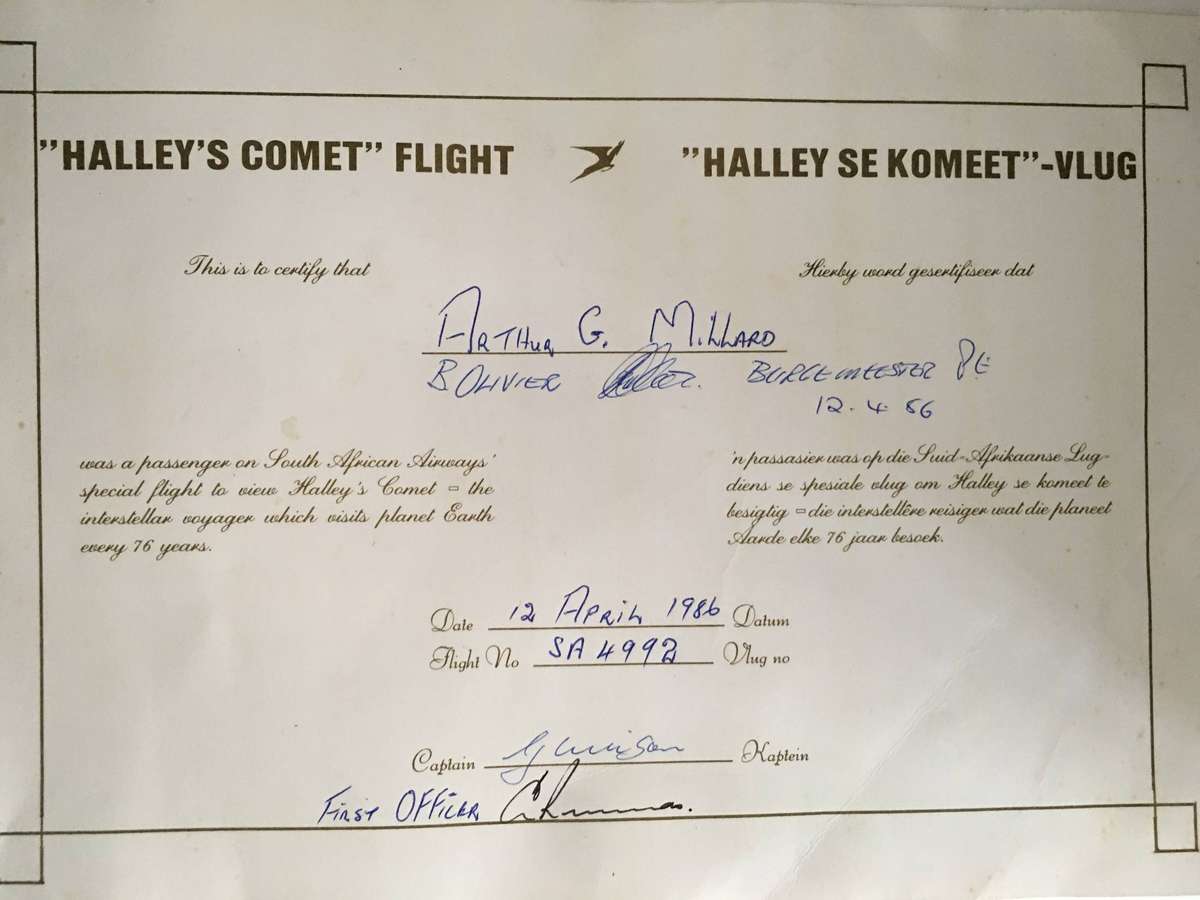 "HALLEY'S COMET" FLIGHT
"HALLEY SE KOMEET"-VLUG
This is to certify that
Hierby word gesertifiseer dat
ARTHUR G. MILLARD
B OLIVIER BURGEMEESTER PE
12.4 86
was a passenger on South African Airways'
special flight to view Halley's Comet – the
interstellar voyager which visits planet Earth
every 76 years.
'n passasier was op die Suid-Afrikaanse Lug-
diens se spesiale vlug om Halley se komeet te
besigtig – die interstellêre reisiger wat die planeet
Aarde elke 76 jaar besoek.
Date 12 APRIL 1986 Datum
Flight No SA 4992 Vlug no
Captain Kaptein
FIRST OFFICER